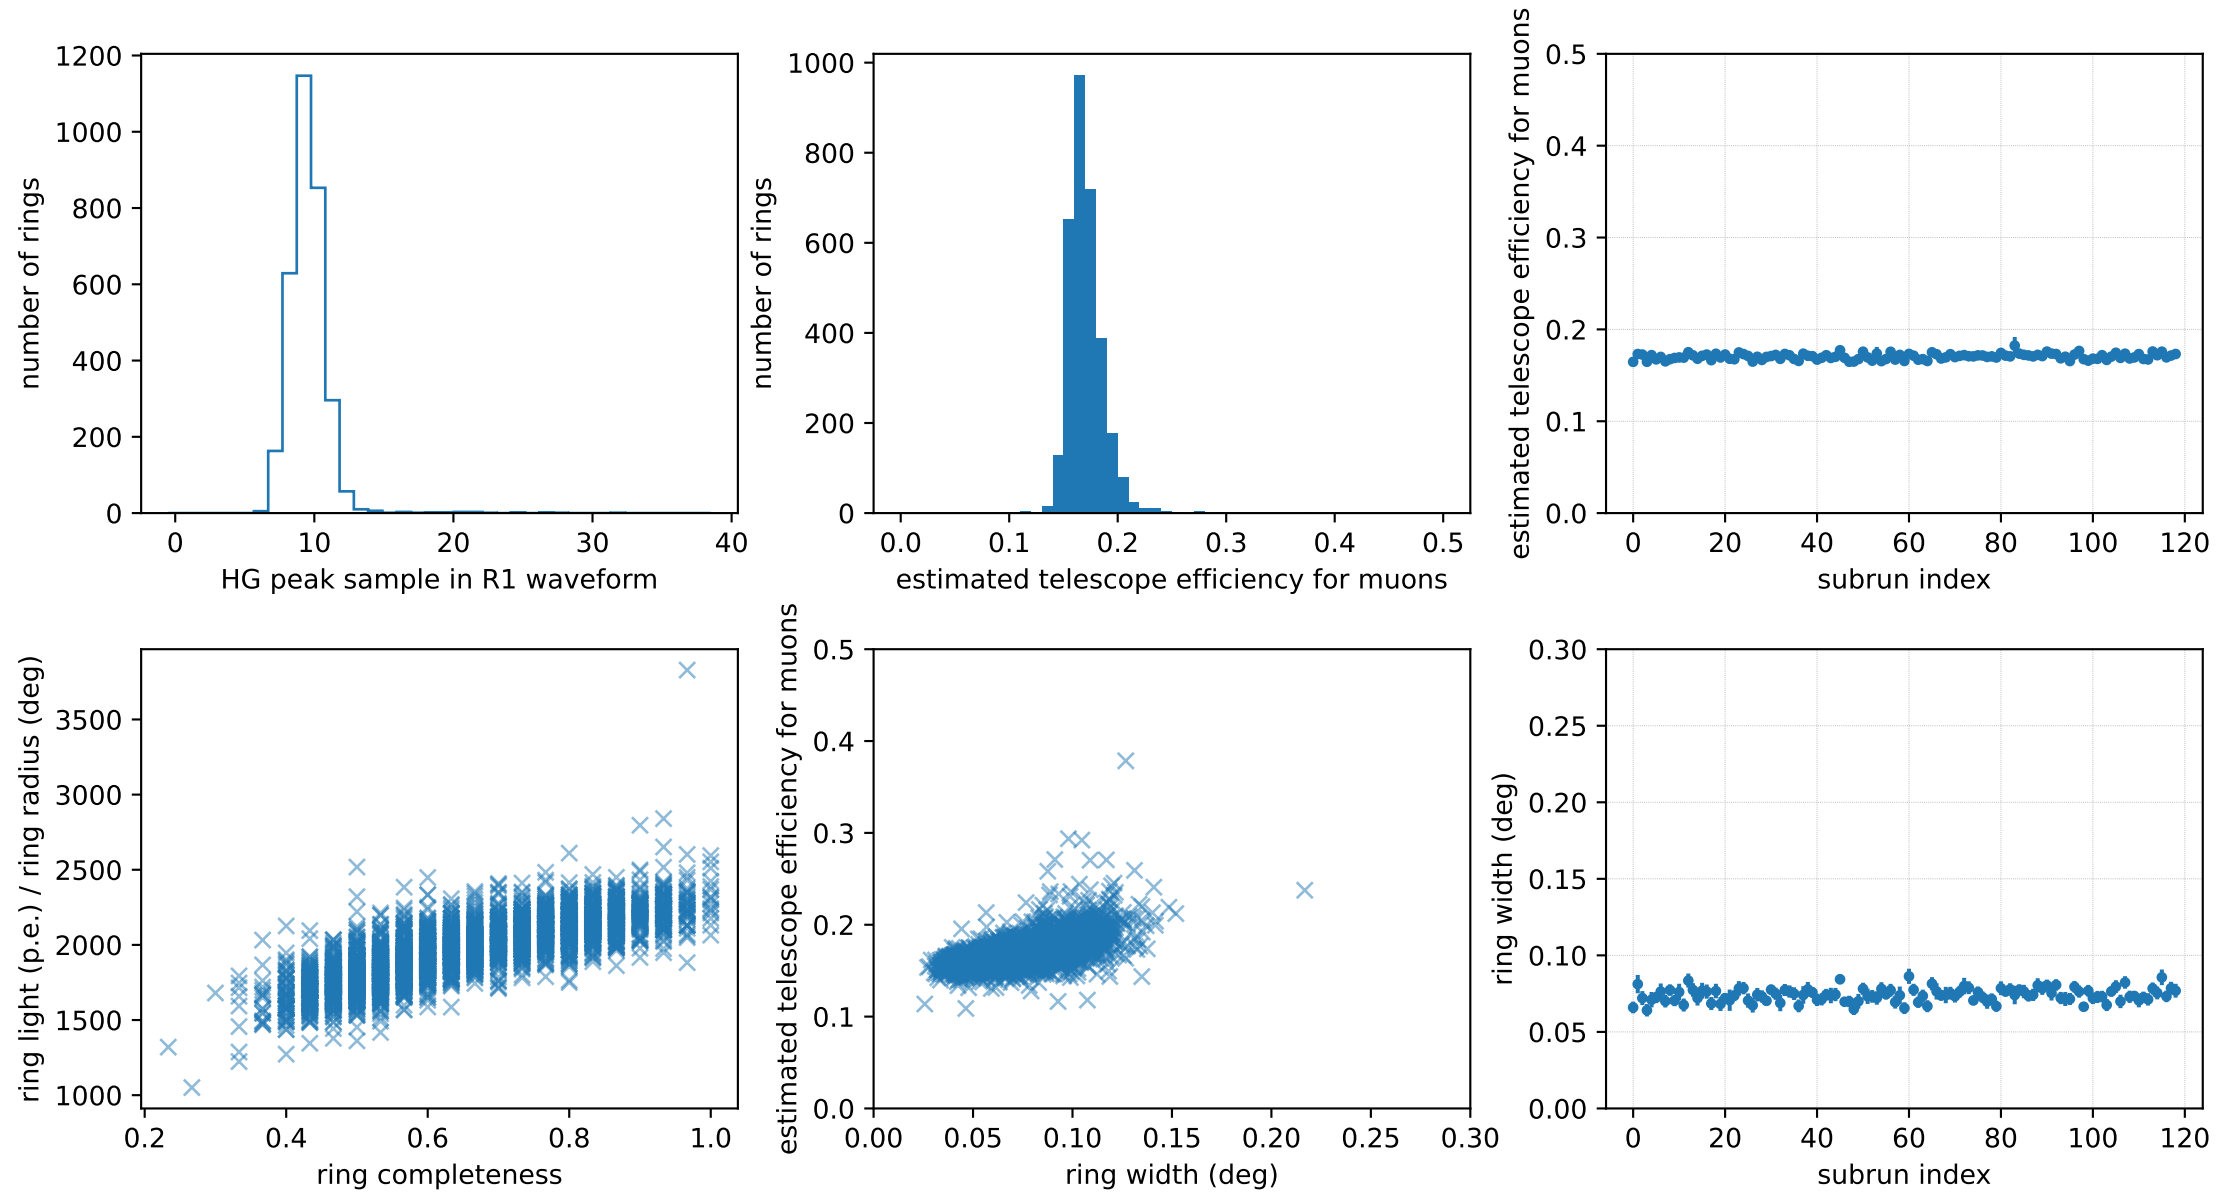 1200
1000
800
600
400
200
0
number of rings
0 10 20 30 40
HG peak sample in R1 waveform
1000
800
600
400
200
0
number of rings
0.0 0.1 0.2 0.3 0.4 0.5
estimated telescope efficiency for muons
0.5
0.4
0.3
0.2
0.1
0.0
estimated telescope efficiency for muons
0 20 40 60 80 100 120
subrun index
3500
3000
2500
2000
1500
1000
ring light (p.e.) / ring radius (deg)
0.2 0.4 0.6 0.8 1.0
ring completeness
0.5
0.4
0.3
0.2
0.1
0.0
estimated telescope efficiency for muons
0.00 0.05 0.10 0.15 0.20 0.25 0.30
ring width (deg)
0.30
0.25
0.20
0.15
0.10
0.05
0.00
ring width (deg)
0 20 40 60 80 100 120
subrun index